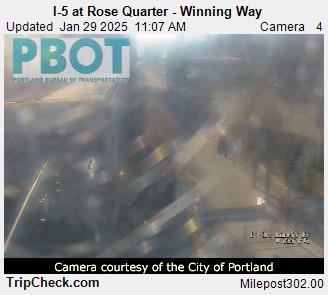 I-5 at Rose Quarter - Winning Way
Updated Jan 29 2025 11:07 AM Camera 4
PBOT
PORTLAND BUREAU OF TRANSPORTATION
Camera courtesy of the City of Portland
TripCheck.com Milepost302.00